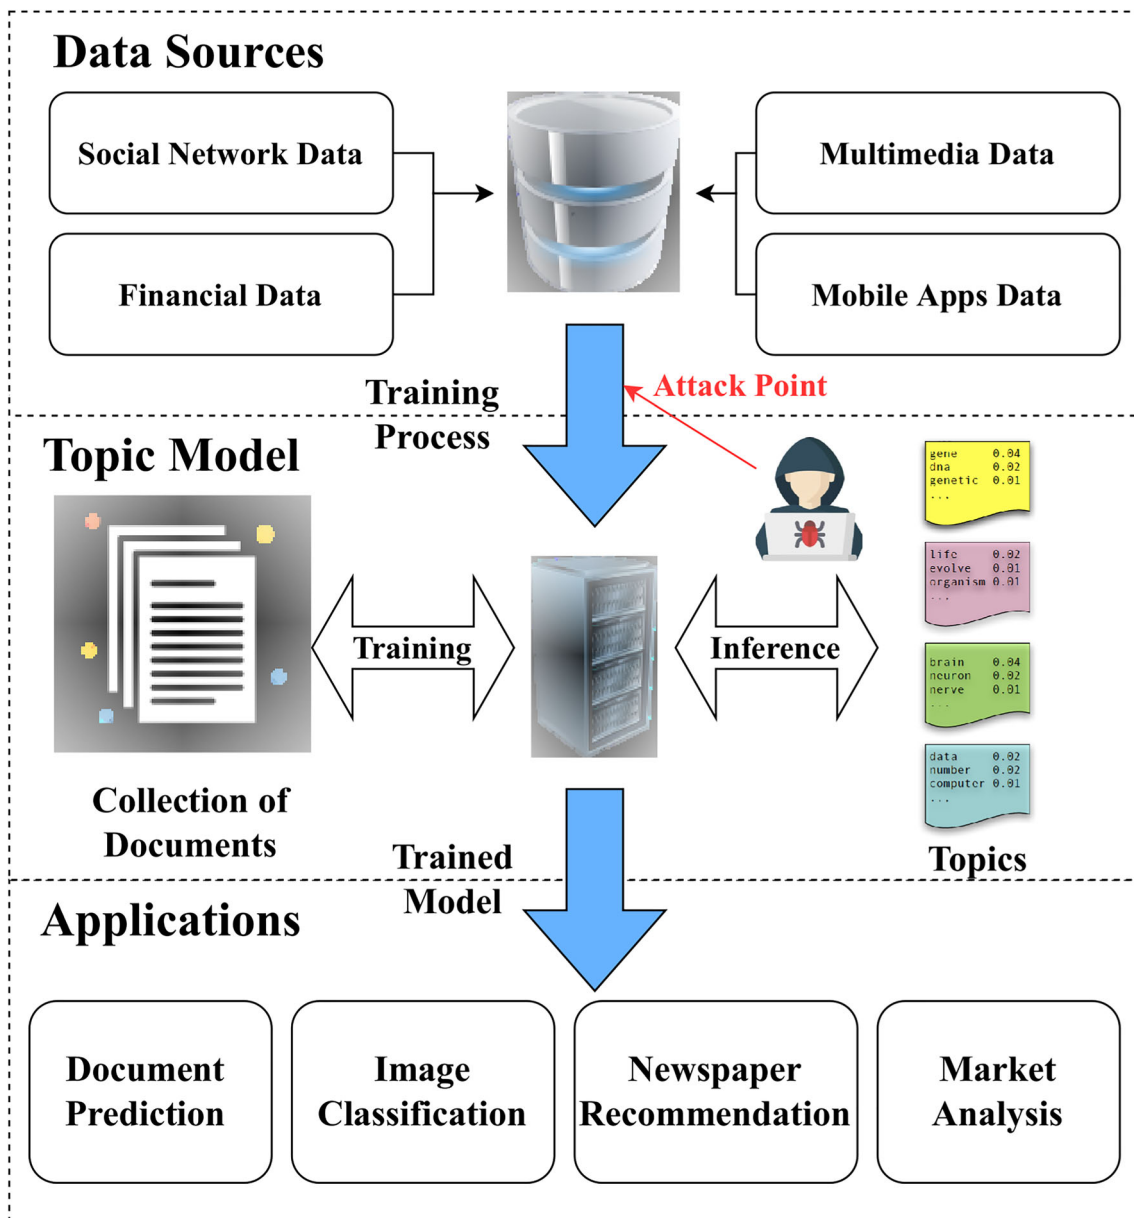 Data Sources
Social Network Data
Multimedia Data
Financial Data
Mobile Apps Data
Training
Process
Attack Point
Topic Model
gene 0.04
dna 0.02
genetic 0.01
...
life 0.02
evolve 0.01
organism 0.01
...
Training
Inference
brain 0.04
neuron 0.02
nerve 0.01
...
data 0.02
number 0.02
computer 0.01
...
Collection of
Documents
Topics
Trained
Model
Applications
Document
Prediction
Image
Classification
Newspaper
Recommendation
Market
Analysis